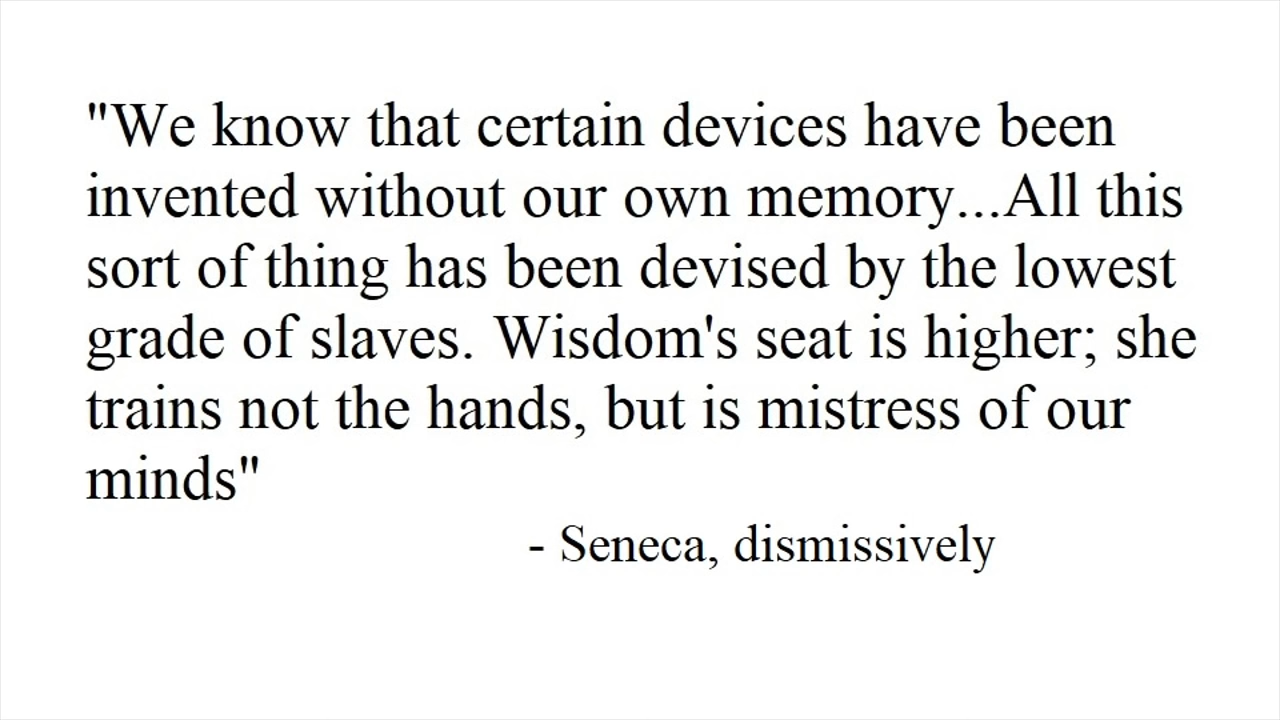 "We know that certain devices have been
invented without our own memory...All this
sort of thing has been devised by the lowest
grade of slaves. Wisdom's seat is higher; she
trains not the hands, but is mistress of our
minds"
- Seneca, dismissively